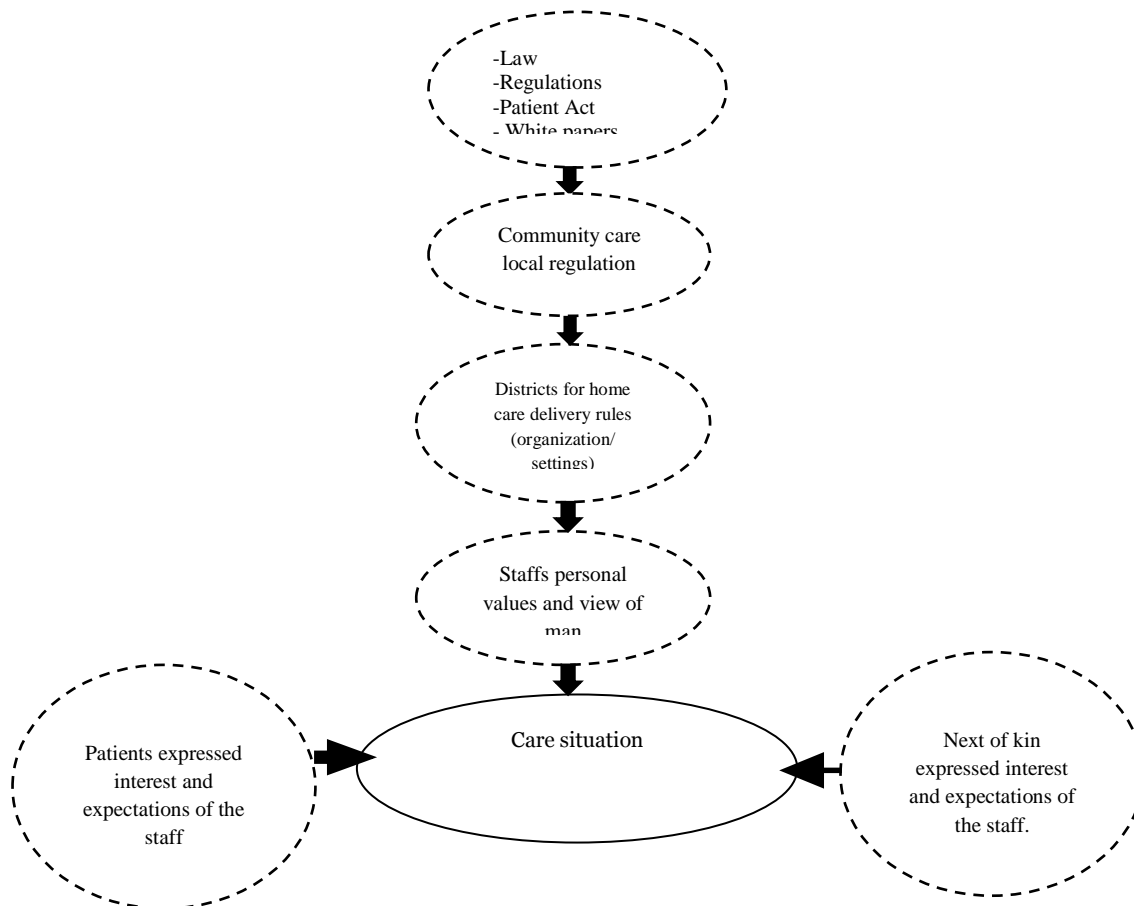 -Law
-Regulations
-Patient Act
- White papers
Community care
local regulation
Districts for home
care delivery rules
(organization/
settings)
Staffs personal
values and view of
man
Care situation
Patients expressed
interest and
expectations of the
staff
Next of kin
expressed interest
and expectations of
the staff.